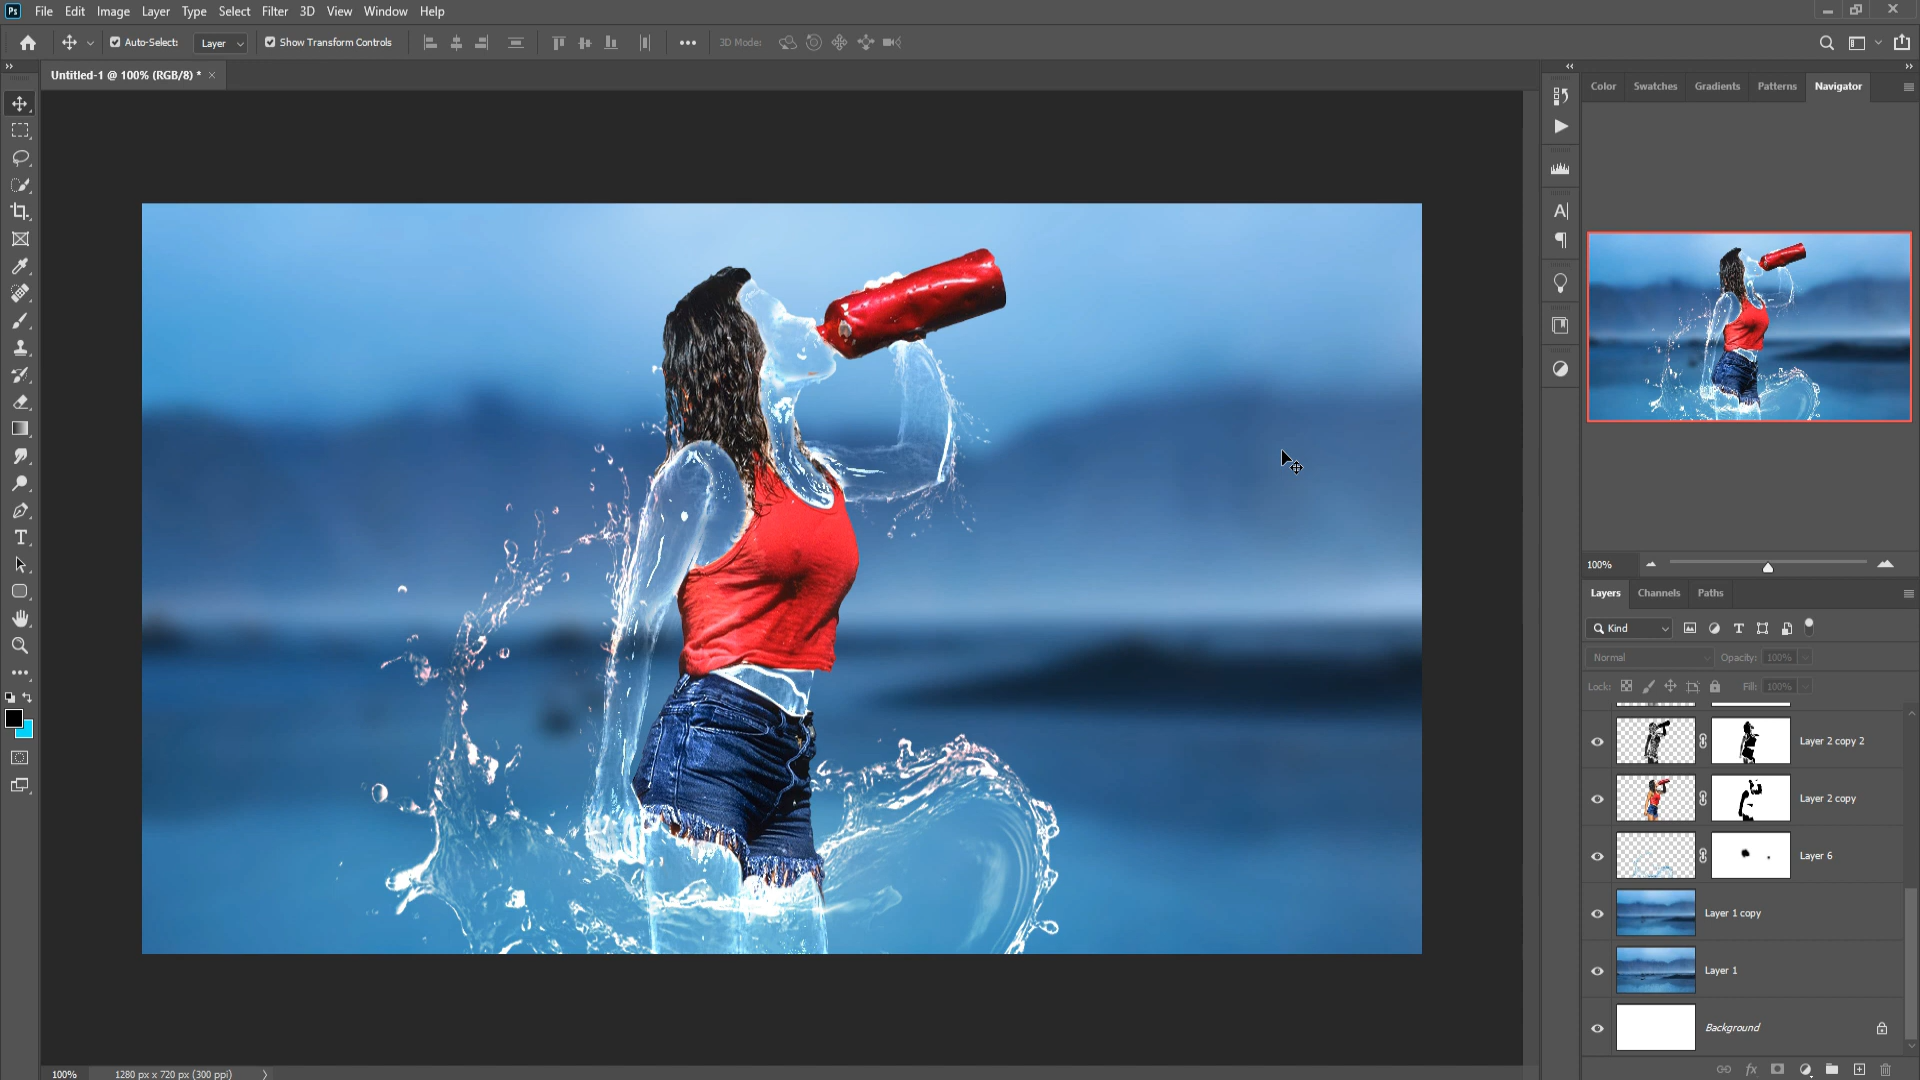 Ps File Edit Image Layer Type Select Filter 3D View Window Help
Auto-Select: Layer Show Transform Controls 3D Mode:
Untitled-1 @ 100% (RGB/8) *
Color Swatches Gradients Patterns Navigator
100%
Layers Channels Paths
Kind
Normal Opacity: 100%
Lock: Fill: 100%
Layer 2 copy 2
Layer 2 copy
Layer 6
Layer 1 copy
Layer 1
Background
100% 1280 px x 720 px (300 ppi)